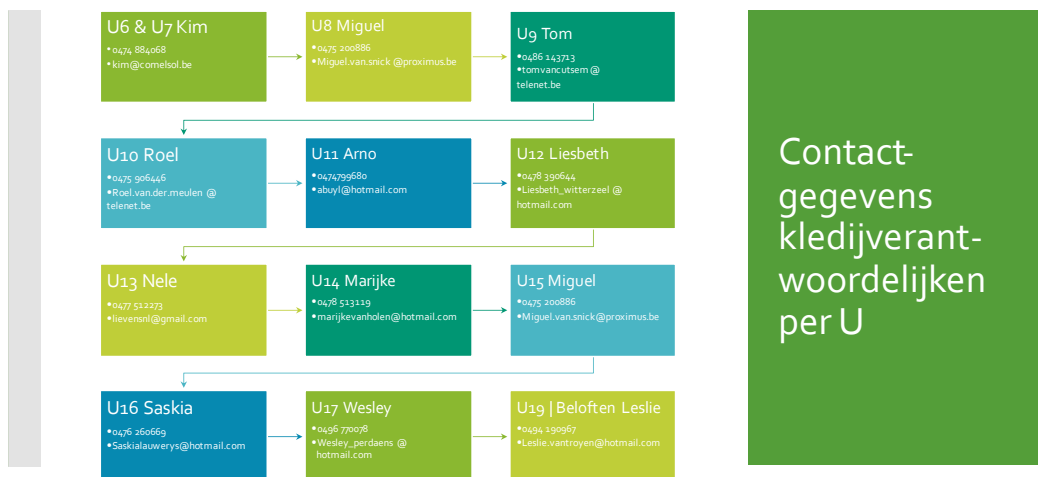 U6 & U7 Kim
•0474 884068
•kim@comelsol.be
U8 Miguel
•0475 200886
•Miguel.van.snick @proximus.be
U9 Tom
•0486 143713
•tomvancutsem @
telenet.be
U10 Roel
•0475 906446
•Roel.van.der.meulen @
telenet.be
U11 Arno
•0474799680
•abuyl@hotmail.com
U12 Liesbeth
•0478 390644
•Liesbeth_witterzeel @
hotmail.com
U13 Nele
•0477 512273
•lievensnl@gmail.com
U14 Marijke
•0478 513119
•marijkevanholen@hotmail.com
U15 Miguel
•0475 200886
•Miguel.van.snick@proximus.be
U16 Saskia
•0476 260669
•Saskialauwerys@hotmail.com
U17 Wesley
•0496 770078
•Wesley_perdaens @
hotmail.com
U19 | Beloften Leslie
•0494 190967
•Leslie.vantroyen@hotmail.com
Contact-
gegevens
kledijverant-
woordelijken
per U